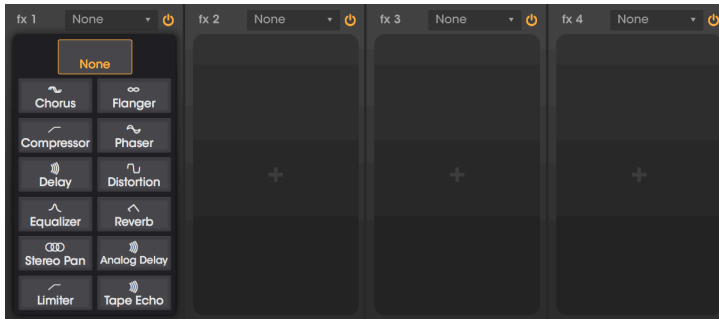 fx 1 None fx 2 None fx 3 None fx 4 None
None
Chorus Flanger
Compressor Phaser
Delay Distortion
Equalizer Reverb
Stereo Pan Analog Delay
Limiter Tape Echo